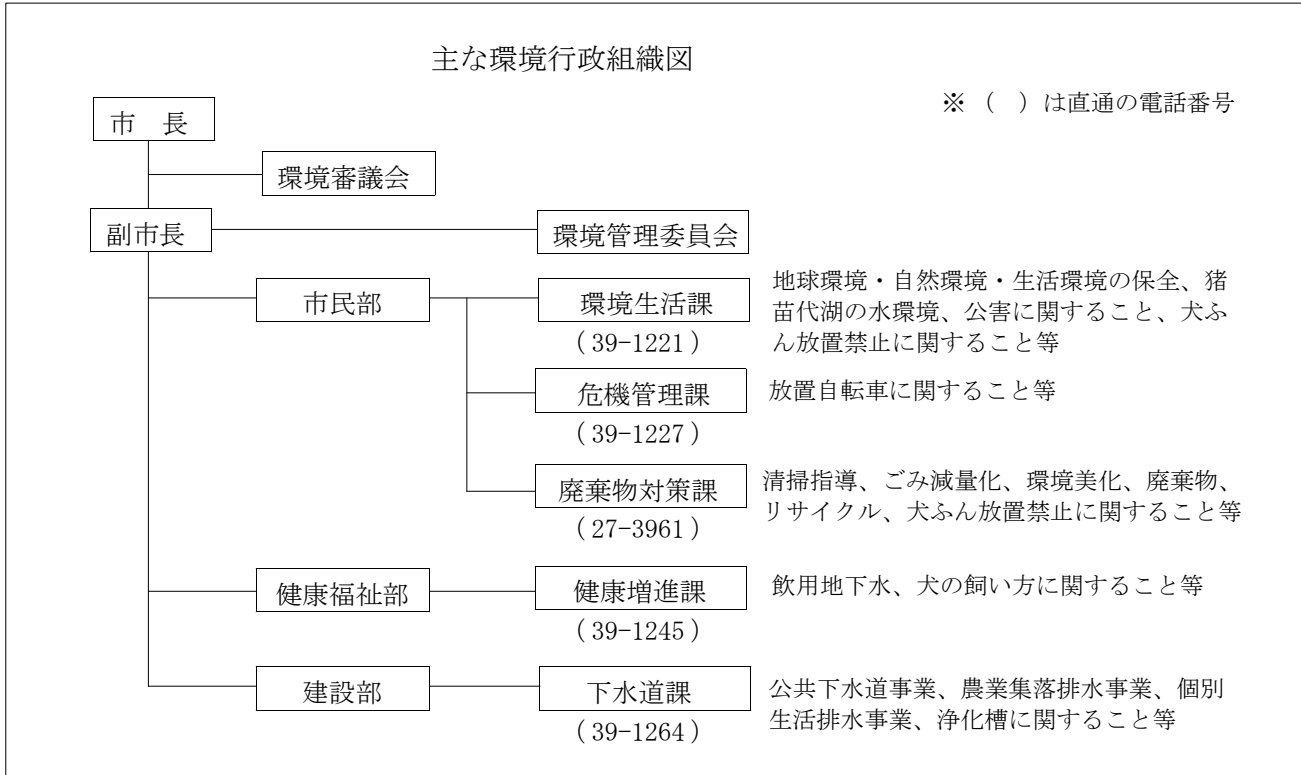 主な環境行政組織図
※ （ ）は直通の電話番号
市 長
環境審議会
副市長
環境管理委員会
市民部
環境生活課
（39-1221）
地球環境・自然環境・生活環境の保全、猪
苗代湖の水環境、公害に関すること、犬ふ
ん放置禁止に関すること等
危機管理課
（39-1227）
放置自転車に関すること等
廃棄物対策課
（27-3961）
清掃指導、ごみ減量化、環境美化、廃棄物、
リサイクル、犬ふん放置禁止に関すること等
健康福祉部
健康増進課
（39-1245）
飲用地下水、犬の飼い方に関すること等
建設部
下水道課
（39-1264）
公共下水道事業、農業集落排水事業、個別
生活排水事業、浄化槽に関すること等